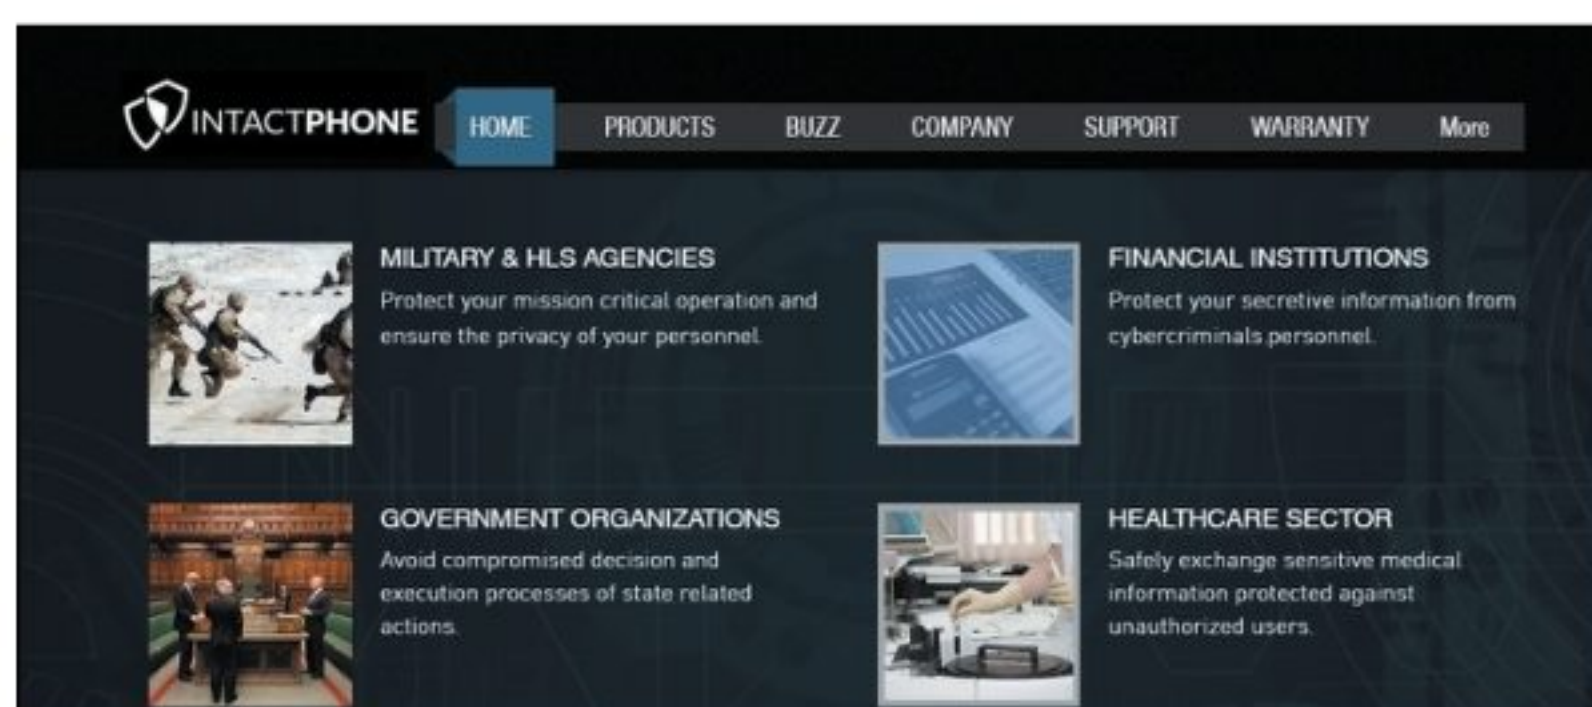 INTACTPHONE
HOME PRODUCTS BUZZ COMPANY SUPPORT WARRANTY More
MILITARY & HLS AGENCIES
Protect your mission critical operation and
ensure the privacy of your personnel.
FINANCIAL INSTITUTIONS
Protect your secretive information from
cybercriminals personnel.
GOVERNMENT ORGANIZATIONS
Avoid compromised decision and
execution processes of state related
actions.
HEALTHCARE SECTOR
Safely exchange sensitive medical
information protected against
unauthorized users.